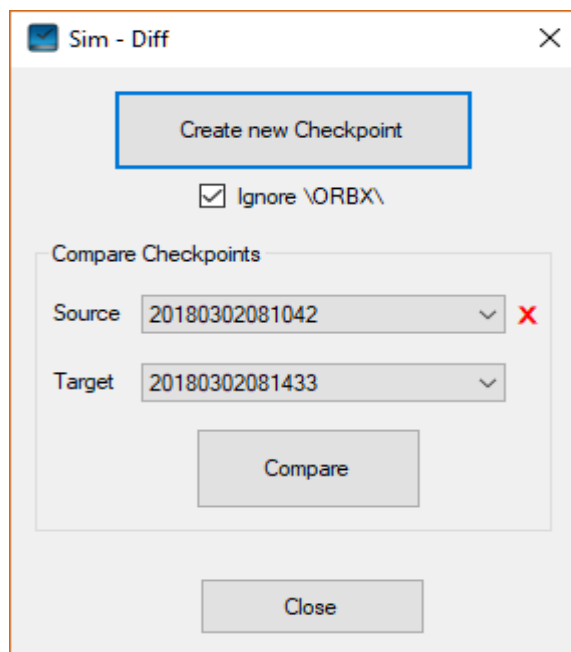 Sim - Diff
Create new Checkpoint
Ignore \ORBX\
Compare Checkpoints
Source 20180302081042 X
Target 20180302081433
Compare
Close